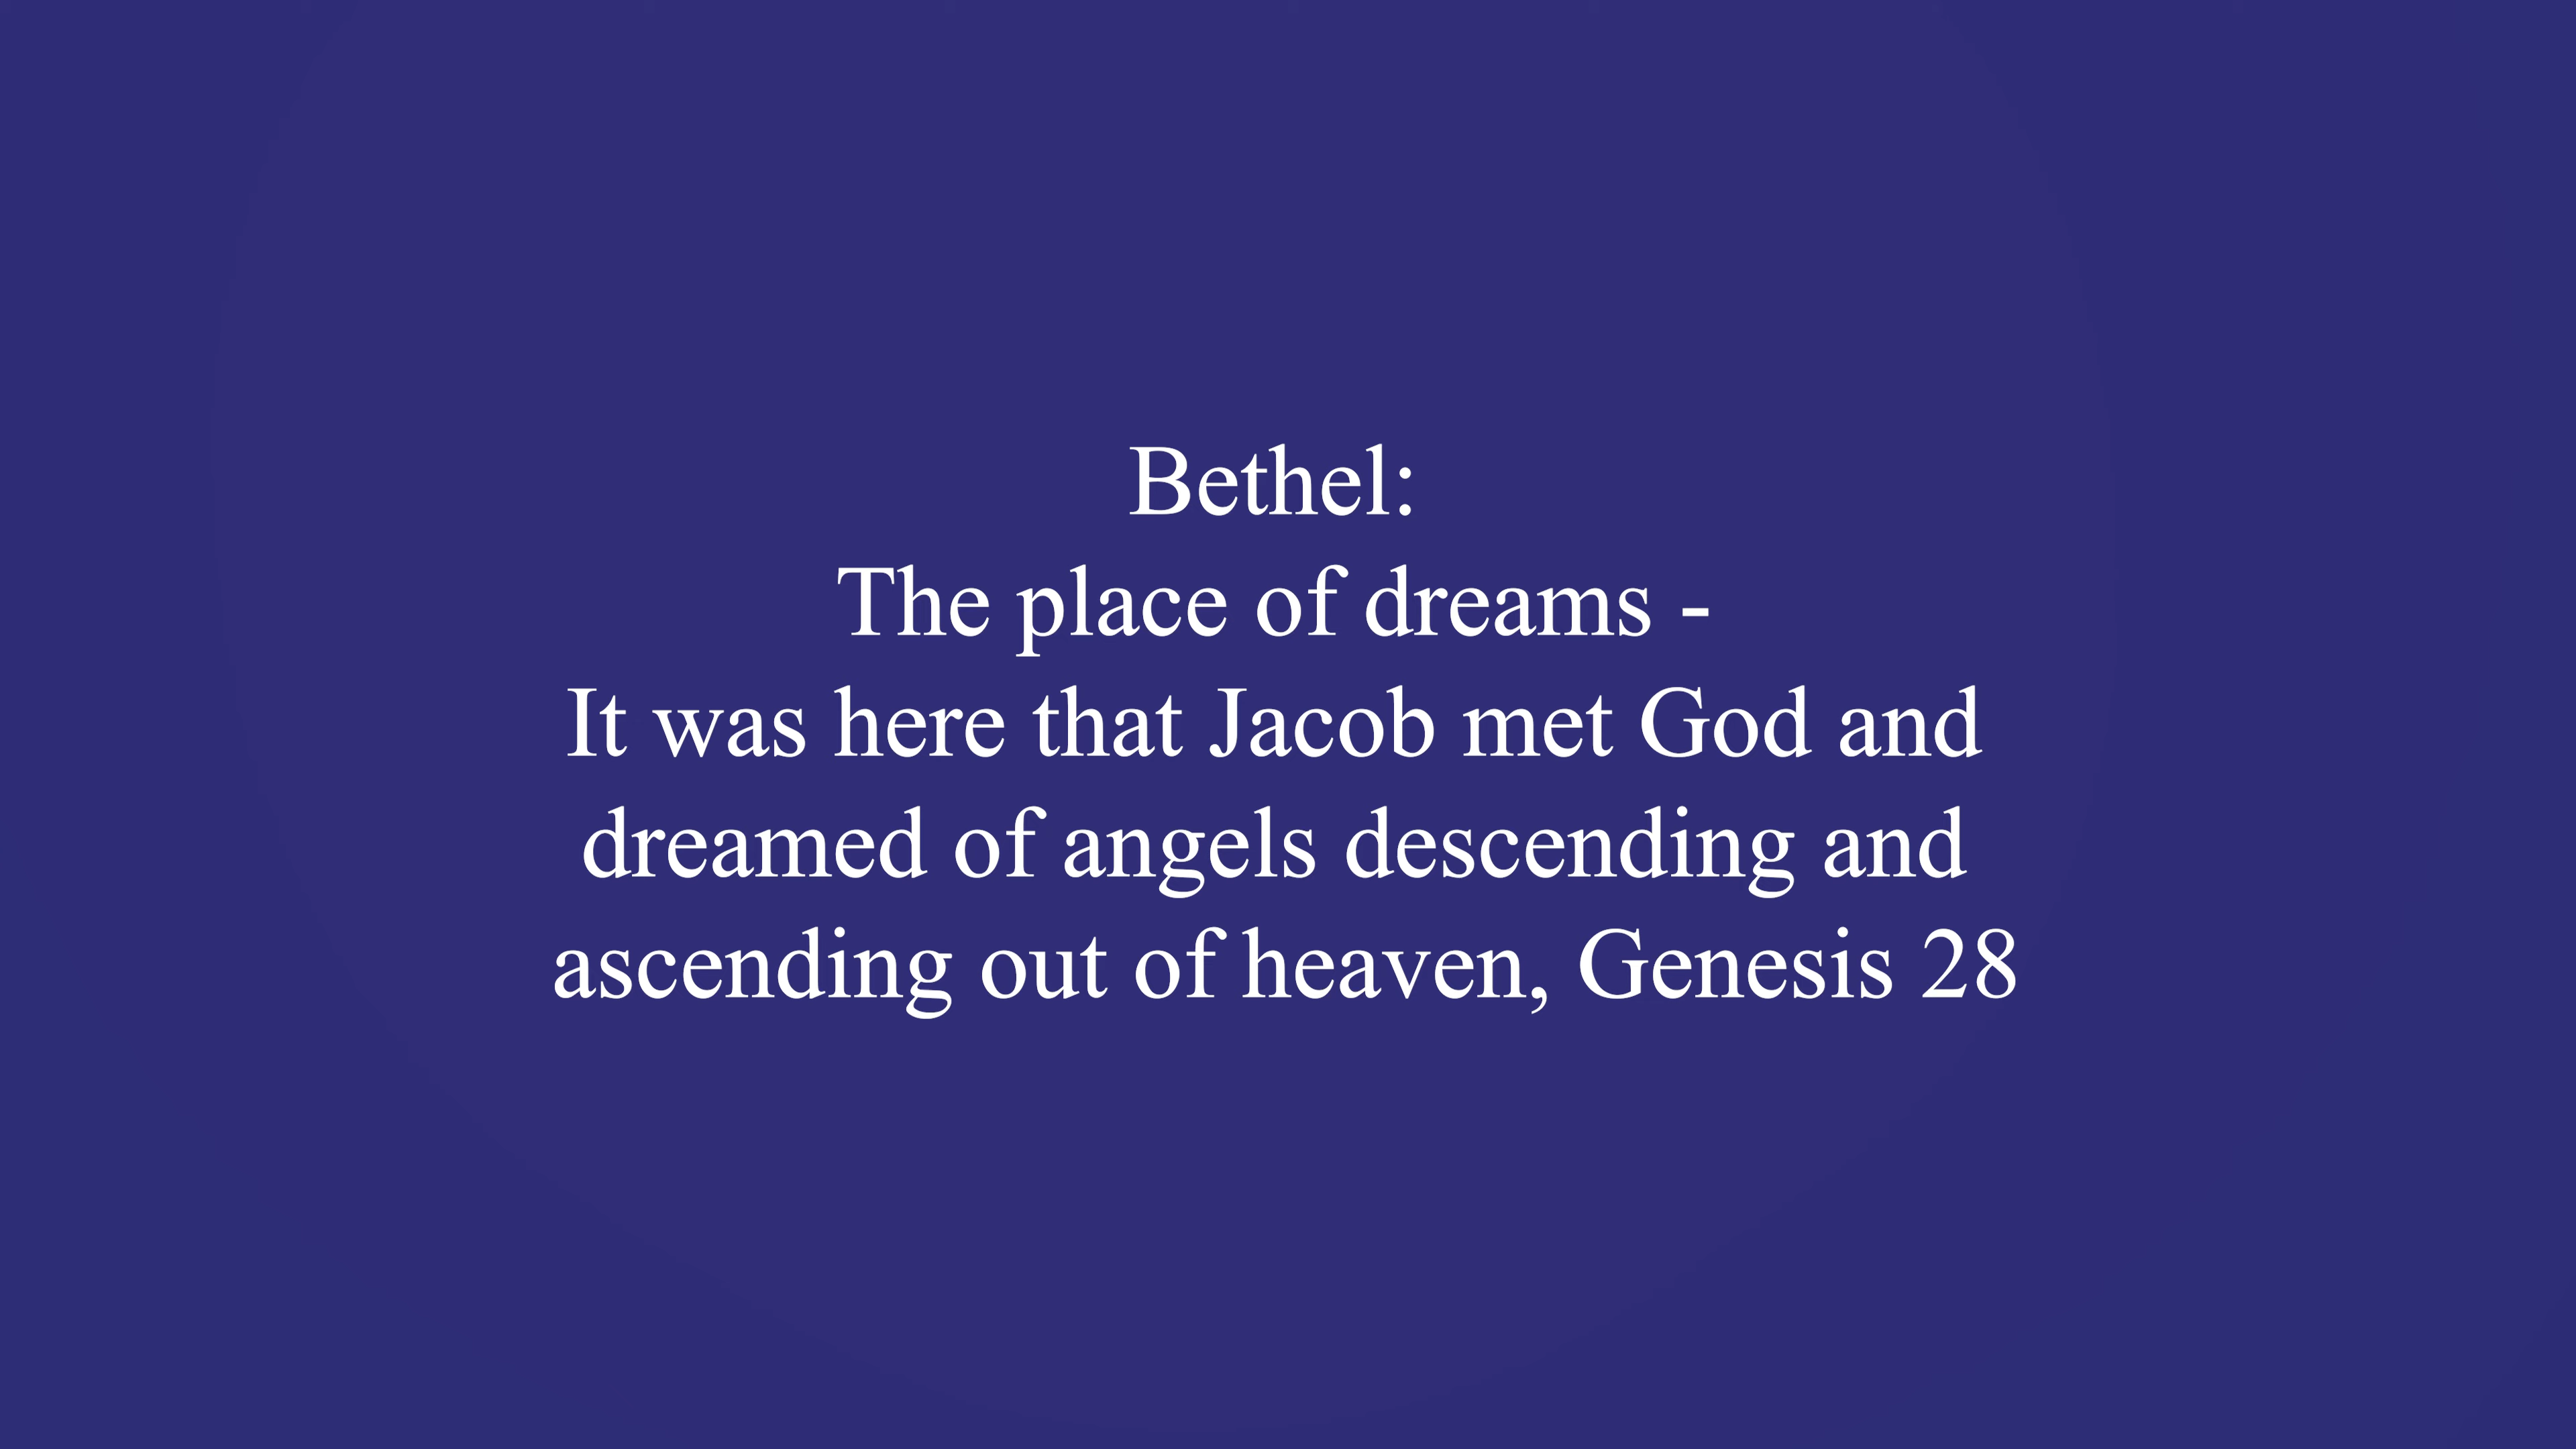 Bethel:
The place of dreams -
It was here that Jacob met God and
dreamed of angels descending and
ascending out of heaven, Genesis 28